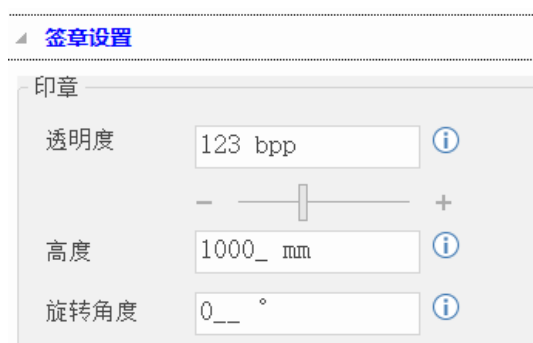 签章设置
印章
透明度 123 bpp
- +
高度 1000_ mm
旋转角度 0__ °